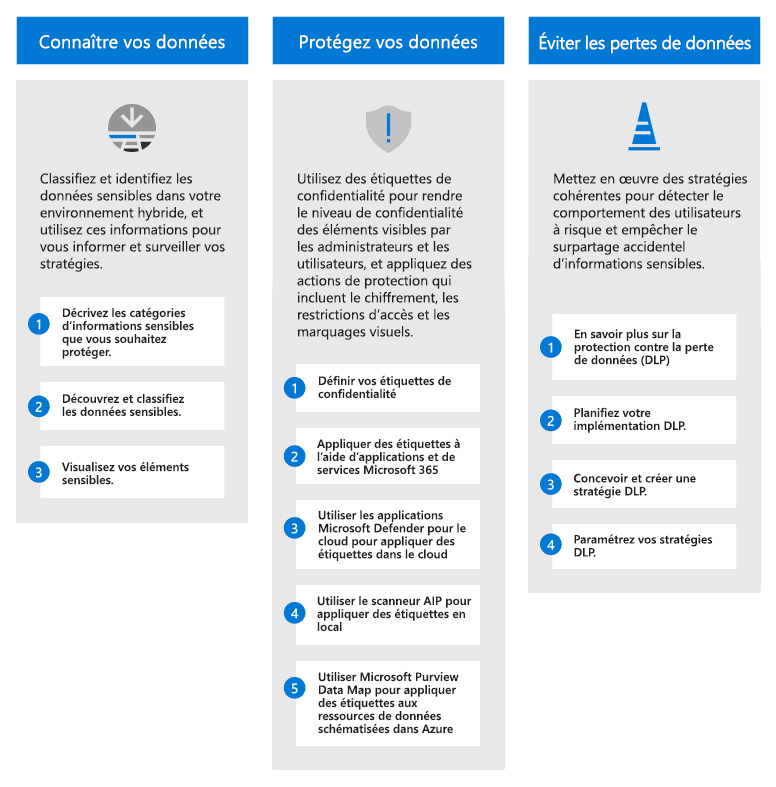 Connaître vos données
Classifiez et identifiez les
données sensibles dans votre
environnement hybride, et
utilisez ces informations pour
vous informer et surveiller vos
stratégies.
1
Décrivez les catégories
d'informations sensibles
que vous souhaitez
protéger.
2
Découvrez et classifiez
les données sensibles.
3
Visualisez vos éléments
sensibles.
Protégez vos données
Utilisez des étiquettes de
confidentialité pour rendre
le niveau de confidentialité
des éléments visibles par
les administrateurs et les
utilisateurs, et appliquez des
actions de protection qui
incluent le chiffrement, les
restrictions d'accès et les
marquages visuels.
1
Définir vos étiquettes de
confidentialité
2
Appliquer des étiquettes à
l'aide d'applications et de
services Microsoft 365
3
Utiliser les applications
Microsoft Defender pour le
cloud pour appliquer des
étiquettes dans le cloud
4
Utiliser le scanneur AIP pour
appliquer des étiquettes en
local
5
Utiliser Microsoft Purview
Data Map pour appliquer
des étiquettes aux
ressources de données
schématisées dans Azure
Éviter les pertes de données
Mettez en œuvre des stratégies
cohérentes pour détecter le
comportement des utilisateurs
à risque et empêcher le
surpartage accidentel
d'informations sensibles.
1
En savoir plus sur la
protection contre la perte
de données (DLP)
2
Planifiez votre
implémentation DLP.
3
Concevoir et créer une
stratégie DLP.
4
Paramétrez vos stratégies
DLP.